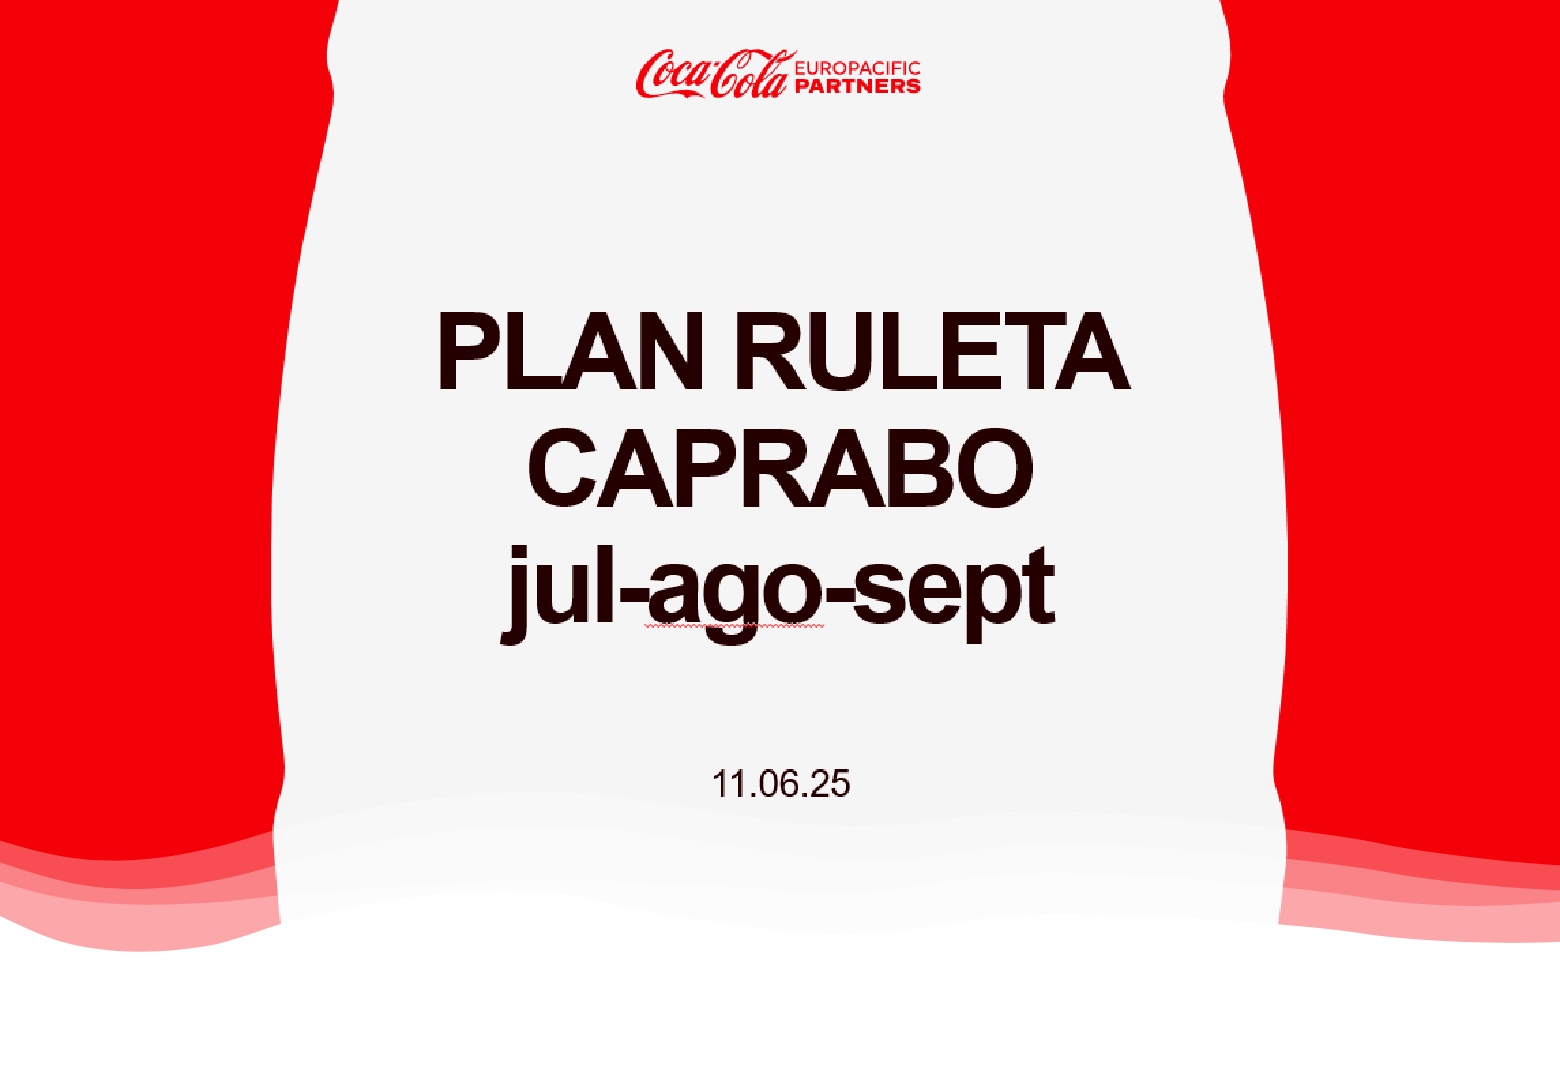 Coca-Cola EUROPACIFIC
PARTNERS
PLAN RULETA
CAPRABO
jul-ago-sept
11.06.25